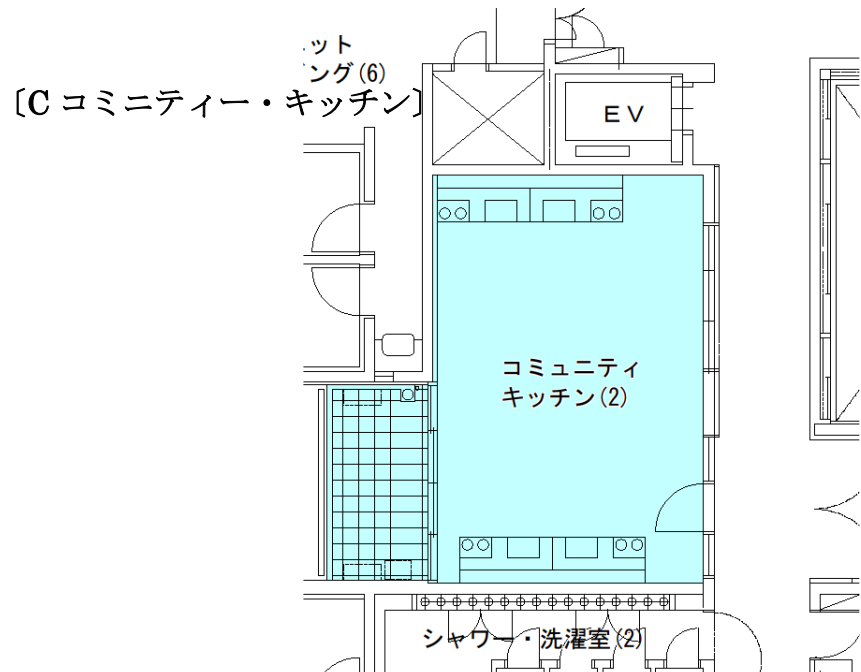 ット
ング(6)
〔C コミニティー・キッチン〕
EV
コミュニティ
キッチン(2)
シャワー・洗濯室(2)